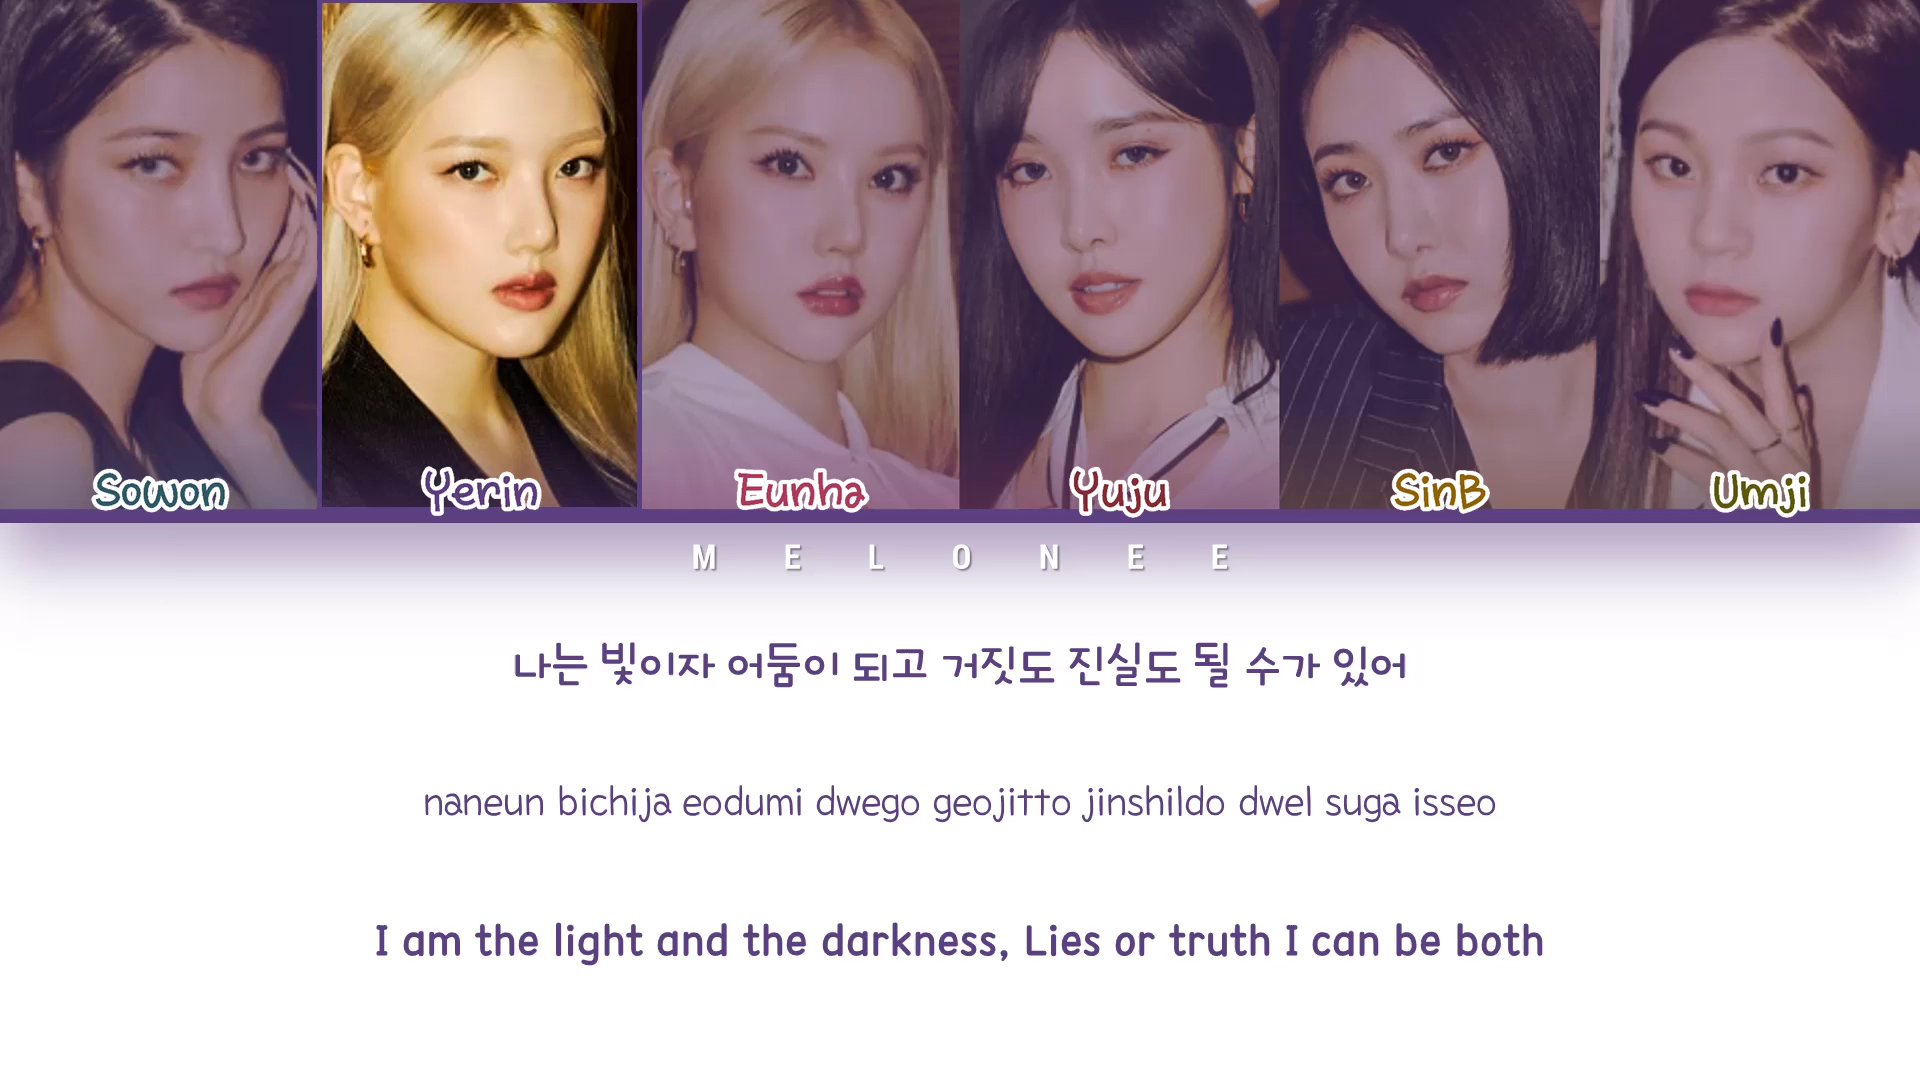 Sowon Yerin Eunha Yuju SinB Umji
MELONEE
나는 빛이자 어둠이 되고 거짓도 진실도 될 수가 있어
naneun bichija eodumi dwego geojitto jinshildo dwel suga isseo
I am the light and the darkness, Lies or truth I can be both